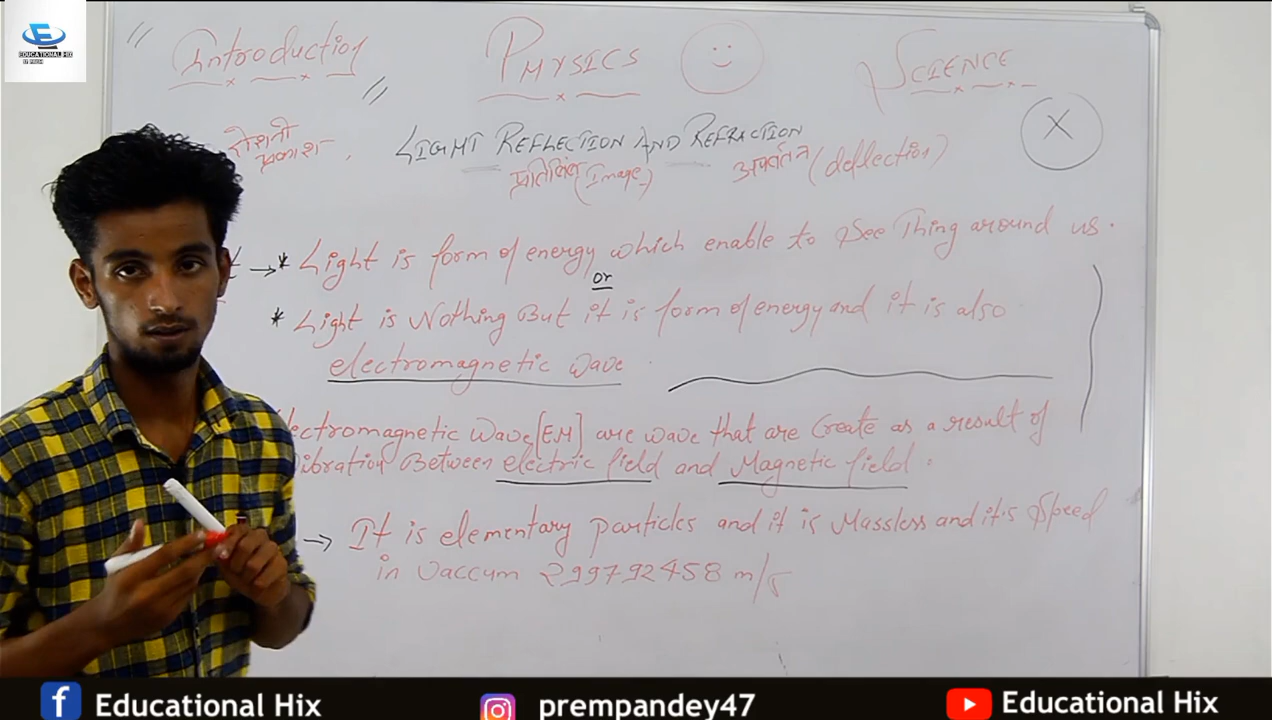 EDUCATIONAL HIX
" Introduction "
PHYSICS
SCIENCE
X
रोशनी
प्रकाश
LIGHT REFLECTION AND REFRACTION
प्रतिबिंब (Image)
अपवर्तन (deflection)
→ * Light is form of energy which enable to See Thing around us.
or
* Light is Nothing But it is form of energy and it is also
electromagnetic wave
ectromagnetic wave [E.M] are wave that are Create as a result of
ibration Between electric field and Magnetic field.
→ It is elementary particles and it is Massless and it's Speed
in Vaccum 299792458 m/s
Educational Hix
prempandey47
Educational Hix